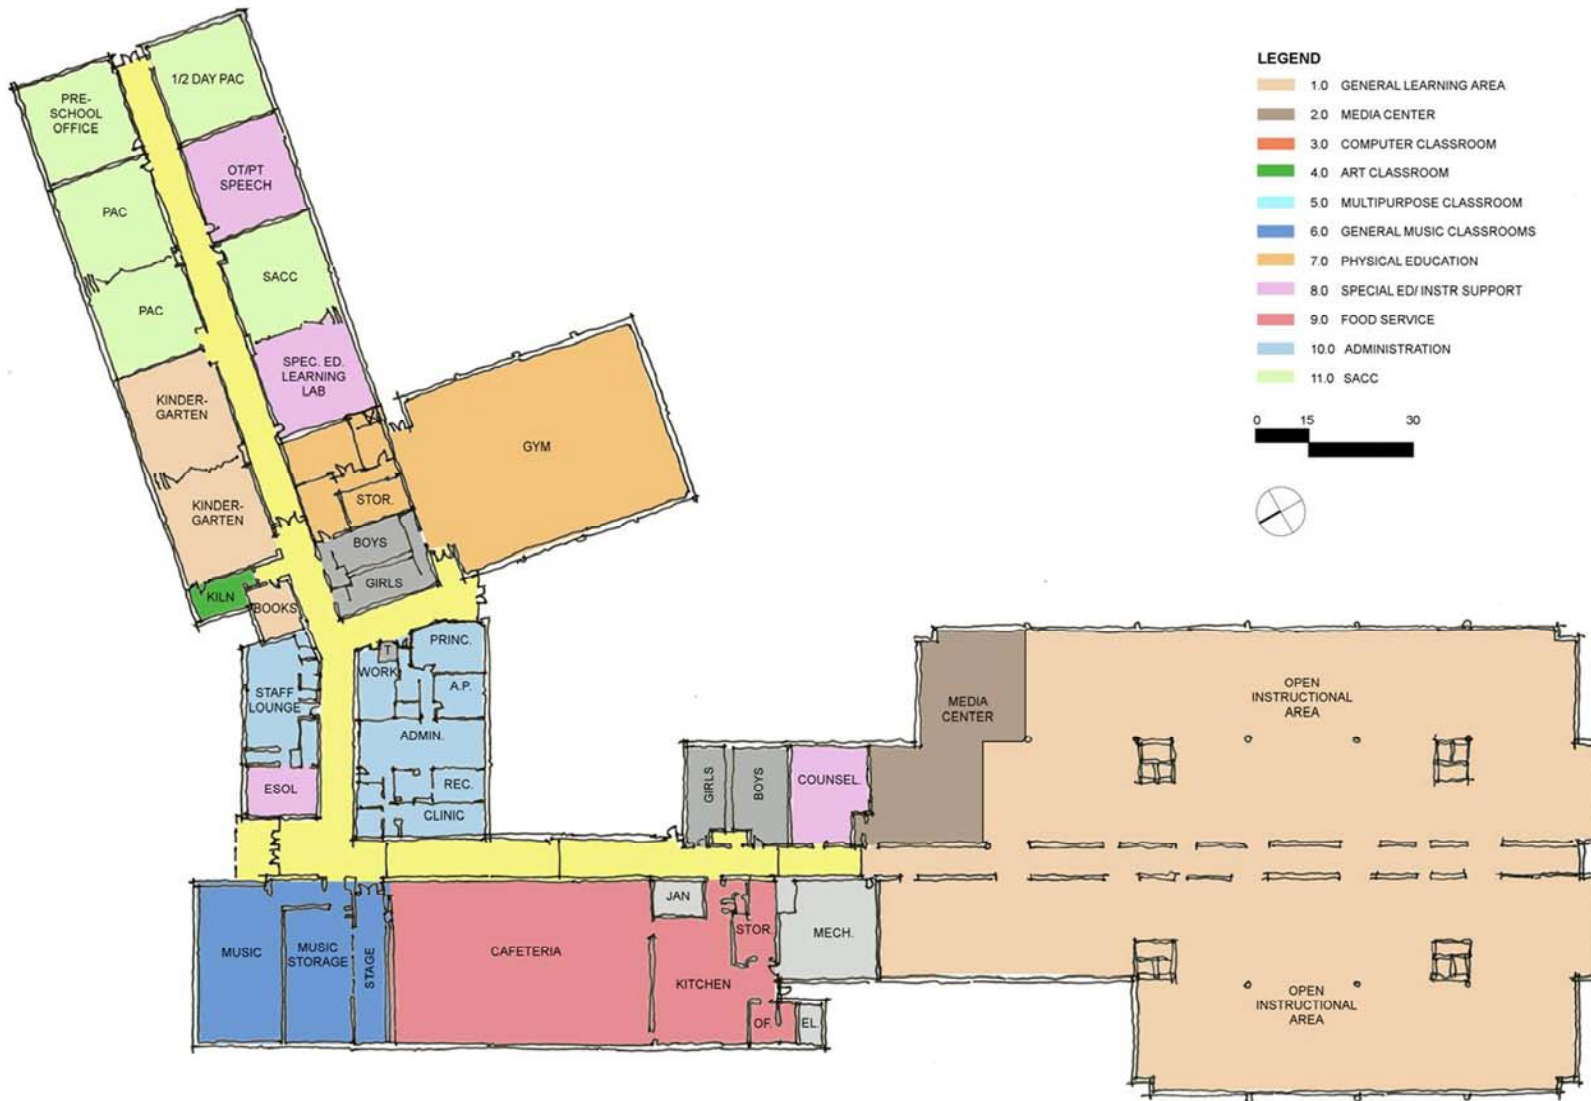 1/2 DAY PAC
PRE-
SCHOOL
OFFICE
OT/PT
SPEECH
PAC
SACC
PAC
SPEC. ED.
LEARNING
LAB
KINDER-
GARTEN
GYM
STOR.
KINDER-
GARTEN
BOYS
GIRLS
KILN
BOOKS
T
PRINC.
WORK
A.P.
STAFF
LOUNGE
ADMIN.
ESOL
REC.
CLINIC
GIRLS
BOYS
COUNSEL.
MEDIA
CENTER
OPEN
INSTRUCTIONAL
AREA
MUSIC
MUSIC
STORAGE
STAGE
CAFETERIA
JAN
STOR.
KITCHEN
MECH.
OF.
EL.
OPEN
INSTRUCTIONAL
AREA
LEGEND
1.0 GENERAL LEARNING AREA
2.0 MEDIA CENTER
3.0 COMPUTER CLASSROOM
4.0 ART CLASSROOM
5.0 MULTIPURPOSE CLASSROOM
6.0 GENERAL MUSIC CLASSROOMS
7.0 PHYSICAL EDUCATION
8.0 SPECIAL ED/ INSTR SUPPORT
9.0 FOOD SERVICE
10.0 ADMINISTRATION
11.0 SACC
0 15 30